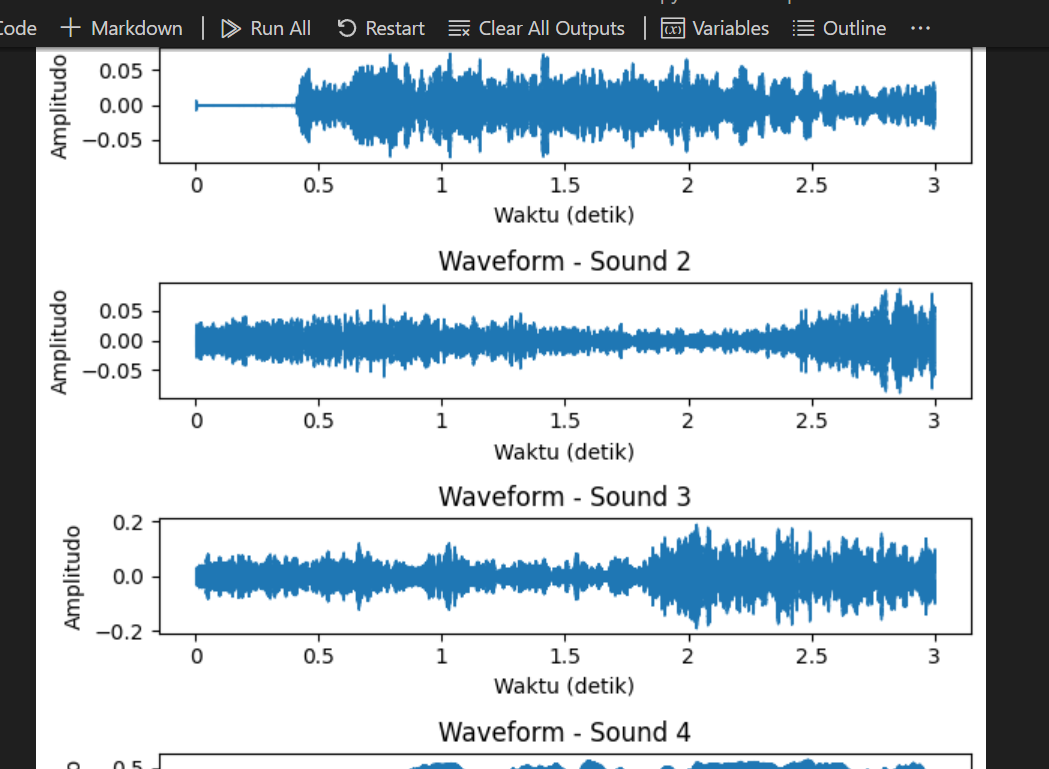 Code Markdown Run All Restart Clear All Outputs Variables Outline ...
Amplitudo
0.05
0.00
−0.05
0 0.5 1 1.5 2 2.5 3
Waktu (detik)
Waveform - Sound 2
Amplitudo
0.05
0.00
−0.05
0 0.5 1 1.5 2 2.5 3
Waktu (detik)
Waveform - Sound 3
Amplitudo
0.2
0.0
−0.2
0 0.5 1 1.5 2 2.5 3
Waktu (detik)
Waveform - Sound 4
0.5